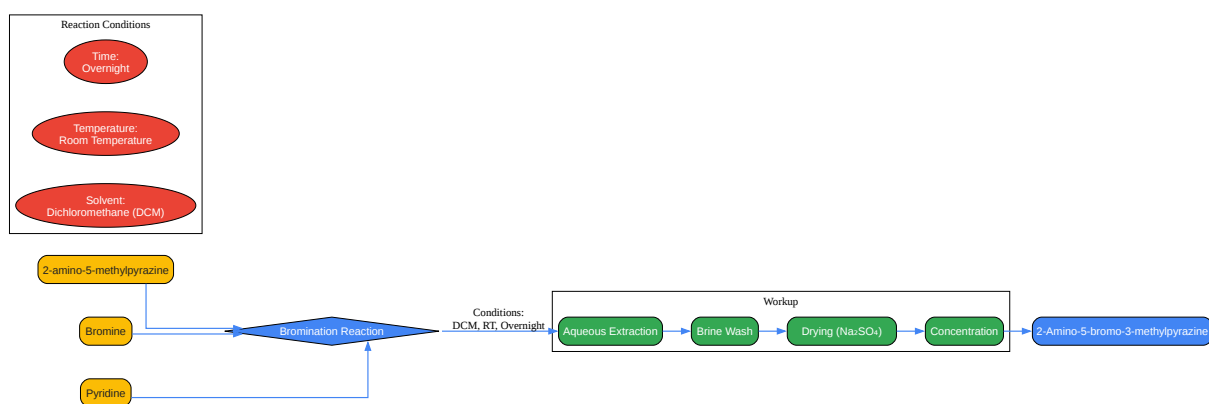 Reaction Conditions
Time:
Overnight
Temperature:
Room Temperature
Solvent:
Dichloromethane (DCM)
2-amino-5-methylpyrazine
Bromine
Pyridine
Bromination Reaction
Conditions:
DCM, RT, Overnight
Workup
Aqueous Extraction
Brine Wash
Drying (Na₂SO₄)
Concentration
2-Amino-5-bromo-3-methylpyrazine